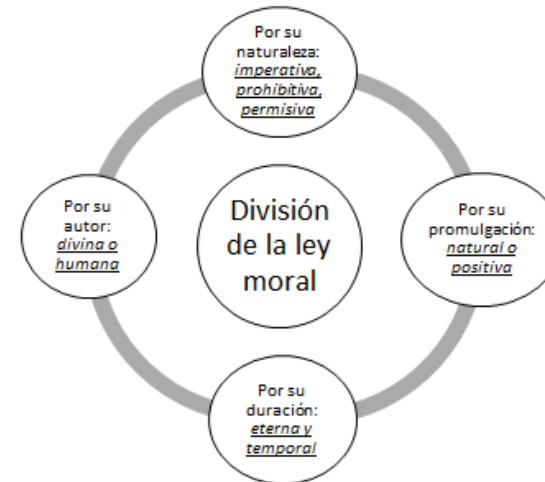 Por su
naturaleza:
imperativa,
prohibitiva,
permisiva
Por su
autor:
divina o
humana
División
de la ley
moral
Por su
promulgación:
natural o
positiva
Por su
duración:
eterna y
temporal